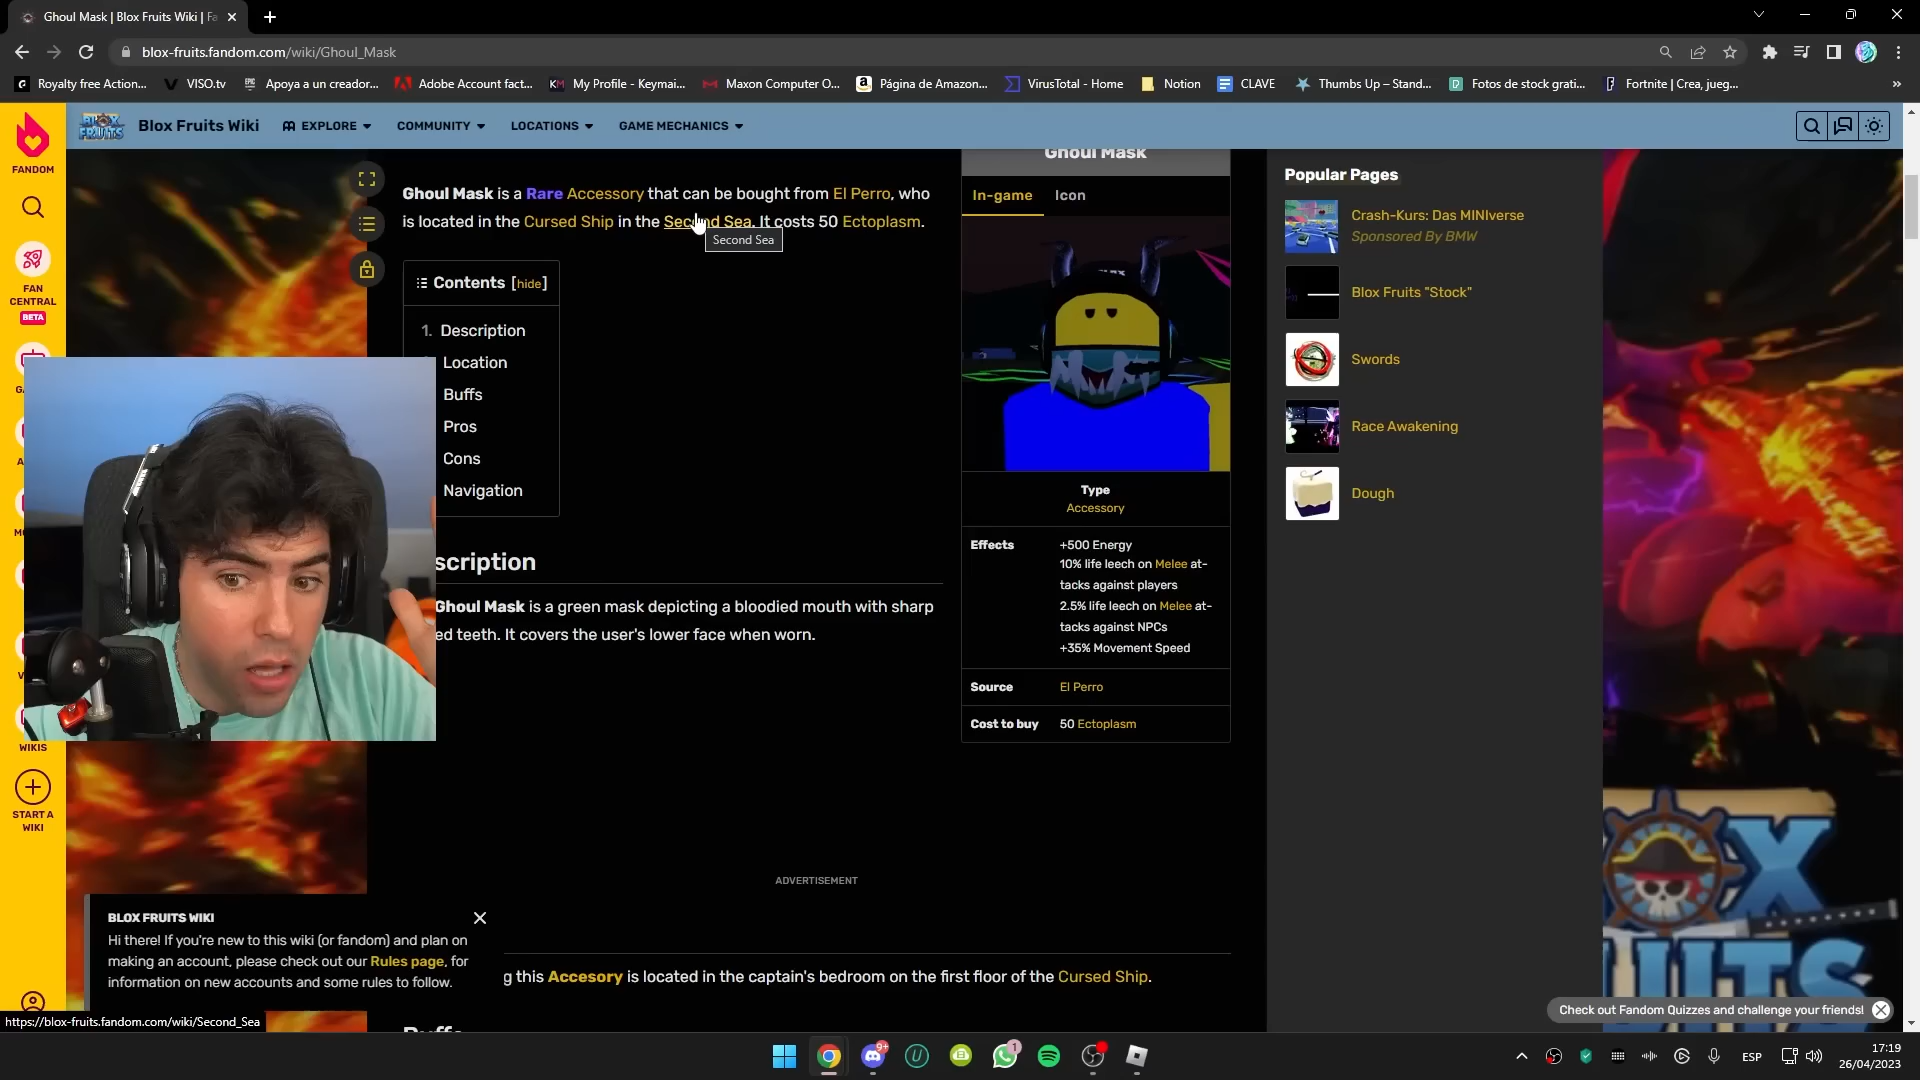 Ghoul Mask | Blox Fruits Wiki | Fa
blox-fruits.fandom.com/wiki/Ghoul_Mask
Royalty free Action...
VISO.tv
Apoya a un creador...
Adobe Account fact...
My Profile - Keymai...
Maxon Computer O...
Página de Amazon...
VirusTotal - Home
Notion
CLAVE
Thumbs Up – Stand...
Fotos de stock grati...
Fortnite | Crea, jueg...
FANDOM
BLOX FRUITS
Blox Fruits Wiki
EXPLORE
COMMUNITY
LOCATIONS
GAME MECHANICS
FAN
CENTRAL
BETA
WIKIS
START A
WIKI
Ghoul Mask is a Rare Accessory that can be bought from El Perro, who
is located in the Cursed Ship in the Second Sea. It costs 50 Ectoplasm.
Second Sea
Contents [hide]
1. Description
Location
Buffs
Pros
Cons
Navigation
scription
Ghoul Mask is a green mask depicting a bloodied mouth with sharp
ed teeth. It covers the user's lower face when worn.
Ghoul Mask
In-game
Icon
Type
Accessory
Effects
+500 Energy
10% life leech on Melee at-
tacks against players
2.5% life leech on Melee at-
tacks against NPCs
+35% Movement Speed
Source
El Perro
Cost to buy
50 Ectoplasm
Popular Pages
Crash-Kurs: Das MINIverse
Sponsored By BMW
Blox Fruits "Stock"
Swords
Race Awakening
Dough
ADVERTISEMENT
g this Accesory is located in the captain's bedroom on the first floor of the Cursed Ship.
Buffs
BLOX FRUITS WIKI
Hi there! If you're new to this wiki (or fandom) and plan on
making an account, please check out our Rules page, for
information on new accounts and some rules to follow.
https://blox-fruits.fandom.com/wiki/Second_Sea
Check out Fandom Quizzes and challenge your friends!
9+
1
ESP
17:19
26/04/2023